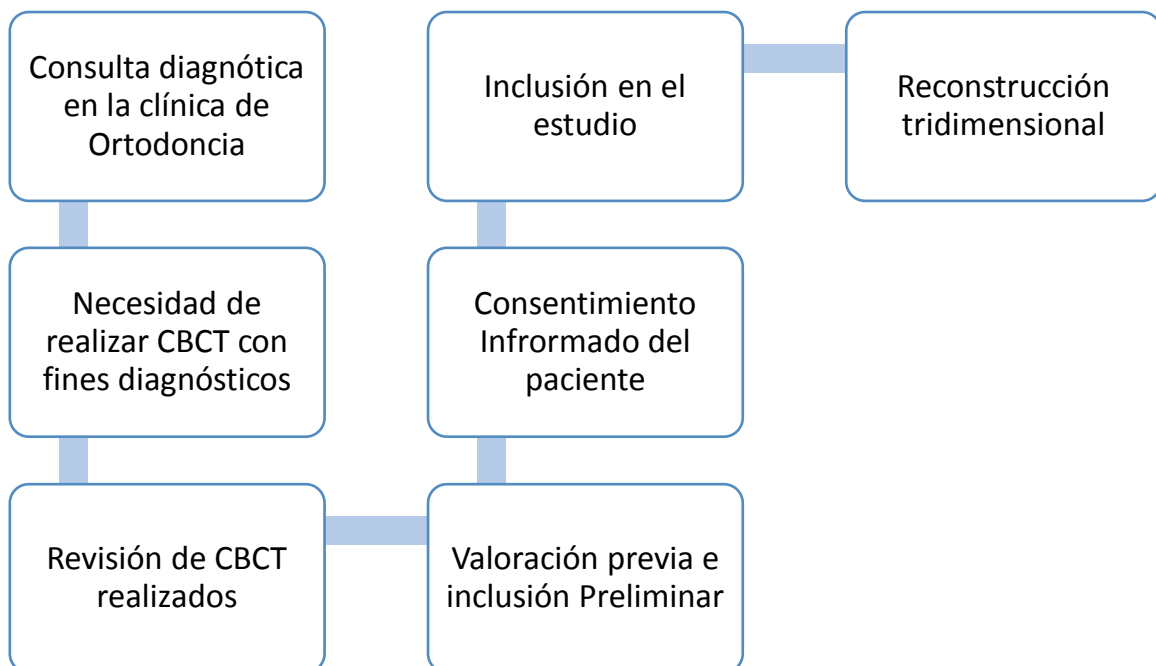 Consulta diagnótica
en la clínica de
Ortodoncia
Necesidad de
realizar CBCT con
fines diagnósticos
Revisión de CBCT
realizados
Valoración previa e
inclusión Preliminar
Consentimiento
Infrormado del
paciente
Inclusión en el
estudio
Reconstrucción
tridimensional